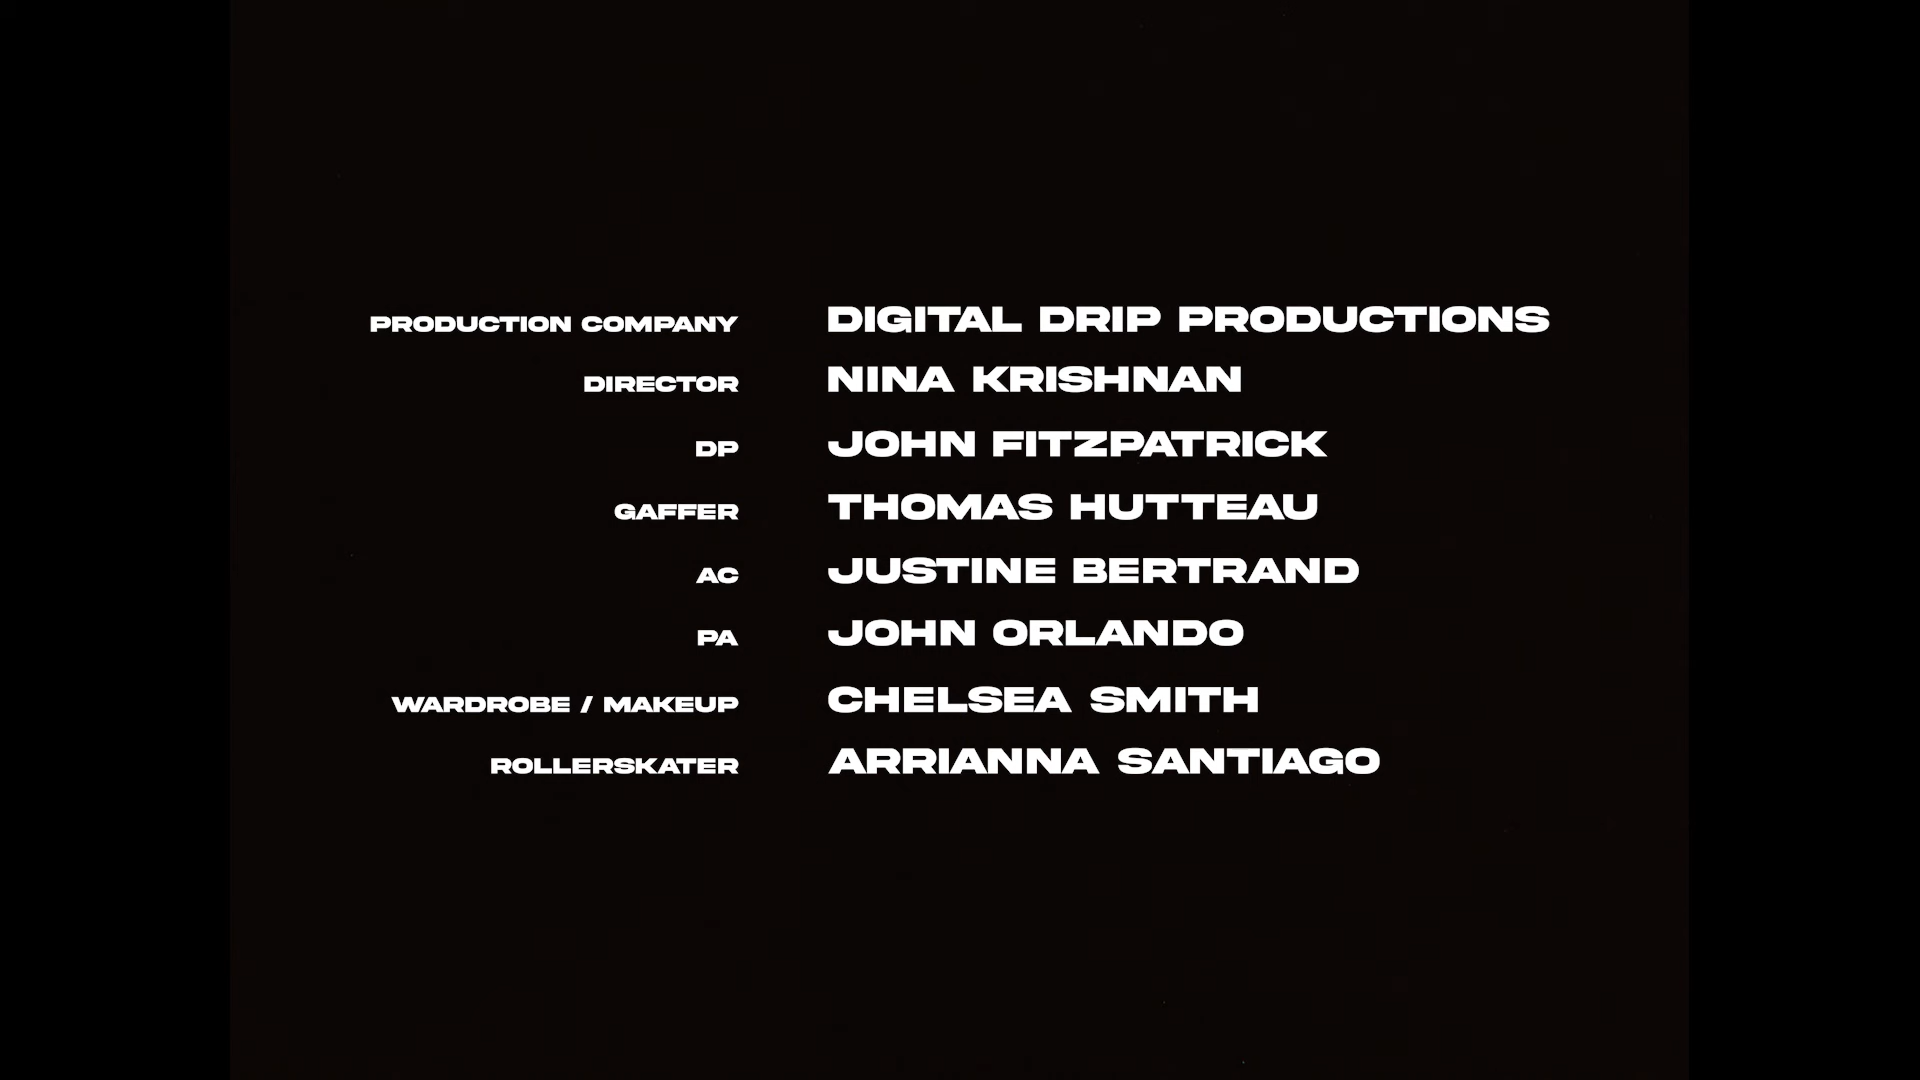 PRODUCTION COMPANY DIGITAL DRIP PRODUCTIONS
DIRECTOR NINA KRISHNAN
DP JOHN FITZPATRICK
GAFFER THOMAS HUTTEAU
AC JUSTINE BERTRAND
PA JOHN ORLANDO
WARDROBE / MAKEUP CHELSEA SMITH
ROLLERSKATER ARRIANNA SANTIAGO